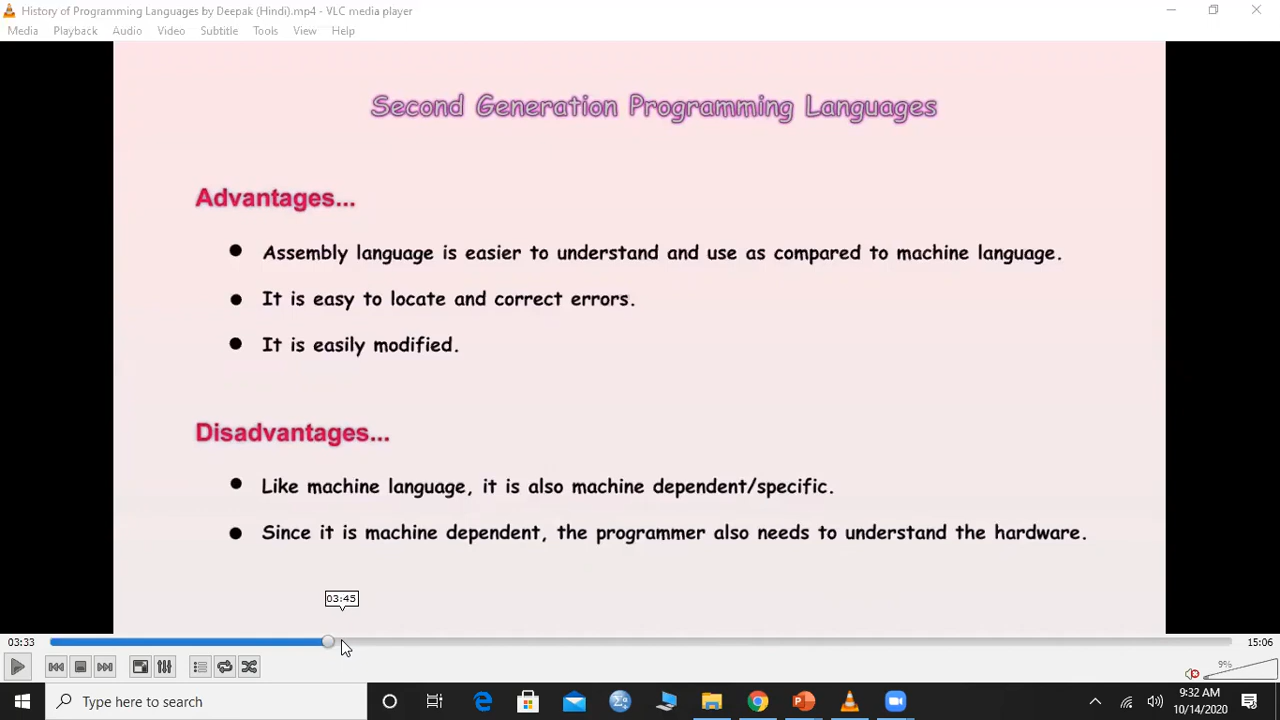 History of Programming Languages by Deepak (Hindi).mp4 - VLC media player
Media Playback Audio Video Subtitle Tools View Help
Second Generation Programming Languages
Advantages...
Assembly language is easier to understand and use as compared to machine language.
It is easy to locate and correct errors.
It is easily modified.
Disadvantages...
Like machine language, it is also machine dependent/specific.
Since it is machine dependent, the programmer also needs to understand the hardware.
03:45
03:33 15:06
9%
Type here to search
9:32 AM
10/14/2020